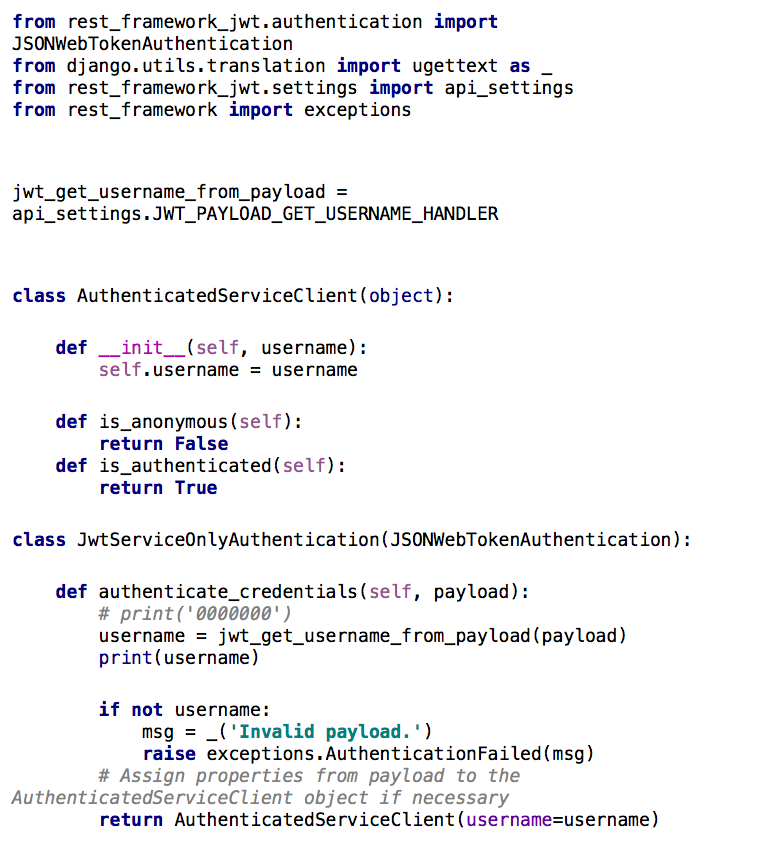 from rest_framework_jwt.authentication import
JSONWebTokenAuthentication
from django.utils.translation import ugettext as _
from rest_framework_jwt.settings import api_settings
from rest_framework import exceptions
jwt_get_username_from_payload =
api_settings.JWT_PAYLOAD_GET_USERNAME_HANDLER
class AuthenticatedServiceClient(object):
    def __init__(self, username):
        self.username = username
    def is_anonymous(self):
        return False
    def is_authenticated(self):
        return True
class JwtServiceOnlyAuthentication(JSONWebTokenAuthentication):
    def authenticate_credentials(self, payload):
        # print('0000000')
        username = jwt_get_username_from_payload(payload)
        print(username)
        if not username:
            msg = _('Invalid payload.')
            raise exceptions.AuthenticationFailed(msg)
        # Assign properties from payload to the
AuthenticatedServiceClient object if necessary
        return AuthenticatedServiceClient(username=username)